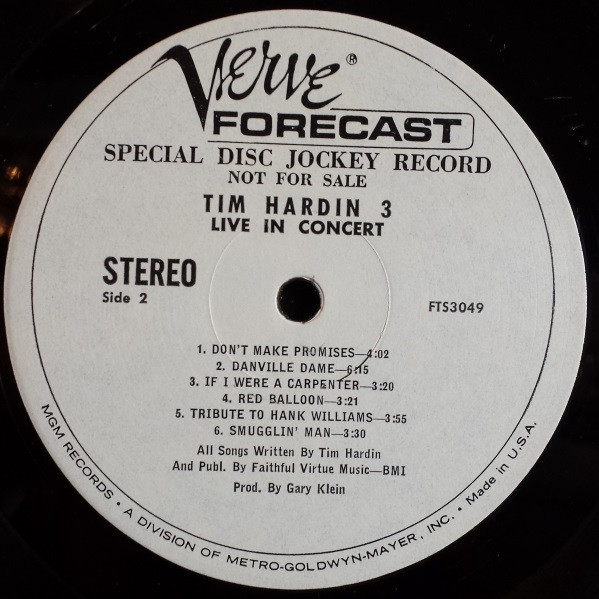 Verve®
FORECAST
SPECIAL DISC JOCKEY RECORD
NOT FOR SALE
TIM HARDIN 3
LIVE IN CONCERT
STEREO
Side 2
FTS3049
1. DON'T MAKE PROMISES—4:02
2. DANVILLE DAME—6:15
3. IF I WERE A CARPENTER—3:20
4. RED BALLOON—3:21
5. TRIBUTE TO HANK WILLIAMS—3:55
6. SMUGGLIN' MAN—3:30
All Songs Written By Tim Hardin
And Publ. By Faithful Virtue Music—BMI
Prod. By Gary Klein
MGM RECORDS • A DIVISION OF METRO-GOLDWYN-MAYER, INC. • Made in U.S.A.